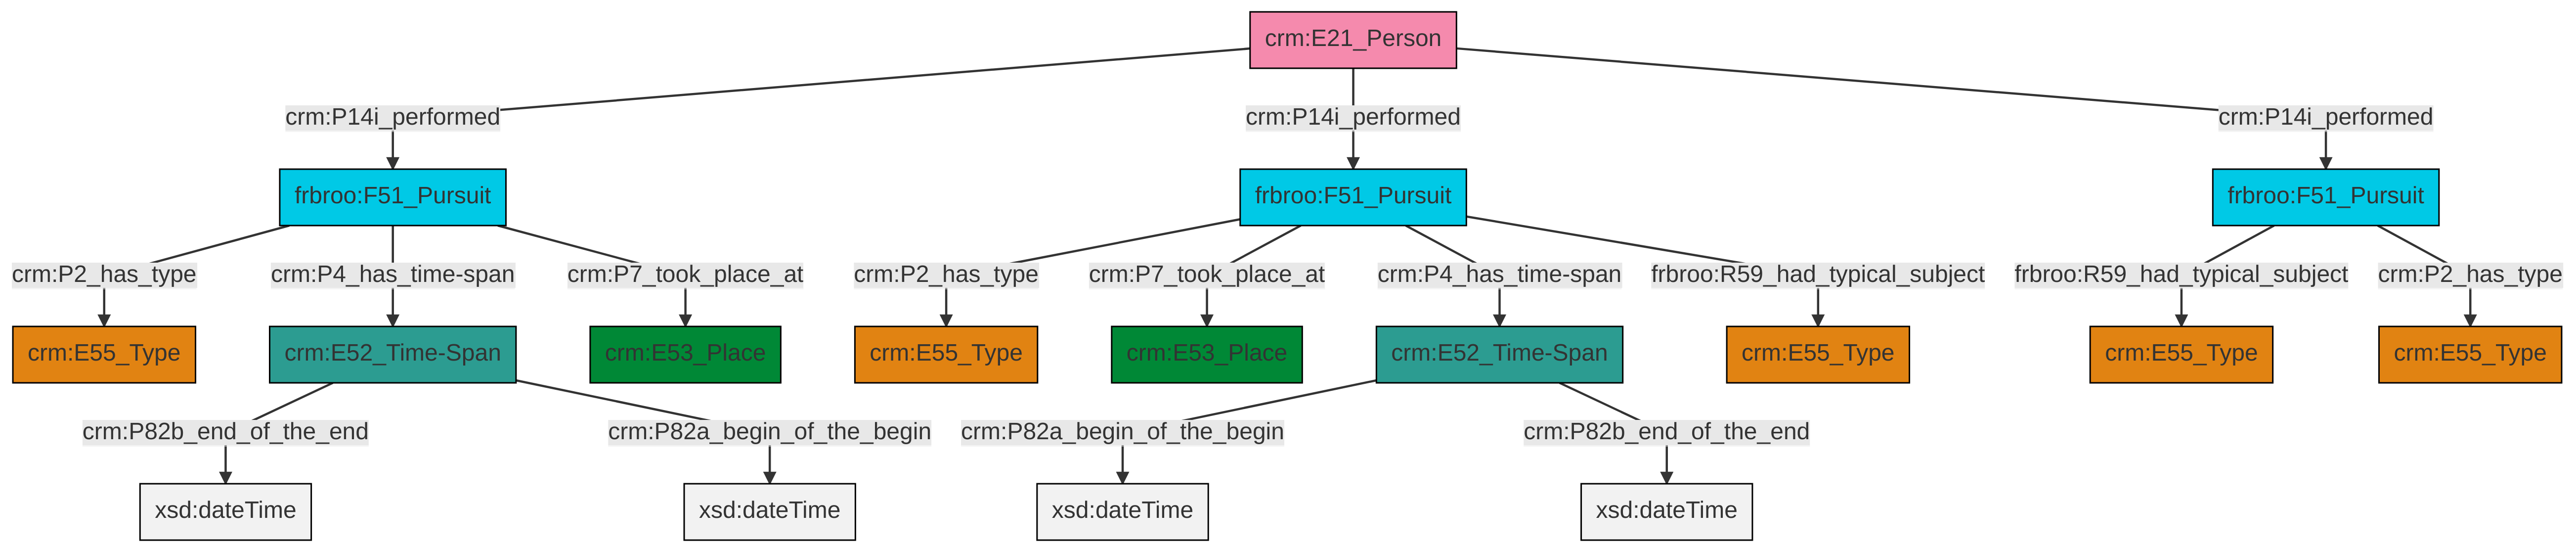 crm:E21_Person
crm:P14i_performed
crm:P14i_performed
crm:P14i_performed
frbroo:F51_Pursuit
frbroo:F51_Pursuit
frbroo:F51_Pursuit
crm:P2_has_type
crm:P4_has_time-span
crm:P7_took_place_at
crm:P2_has_type
crm:P7_took_place_at
crm:P4_has_time-span
frbroo:R59_had_typical_subject
frbroo:R59_had_typical_subject
crm:P2_has_type
crm:E55_Type
crm:E52_Time-Span
crm:E53_Place
crm:E55_Type
crm:E53_Place
crm:E52_Time-Span
crm:E55_Type
crm:E55_Type
crm:E55_Type
crm:P82b_end_of_the_end
crm:P82a_begin_of_the_begin
crm:P82a_begin_of_the_begin
crm:P82b_end_of_the_end
xsd:dateTime
xsd:dateTime
xsd:dateTime
xsd:dateTime